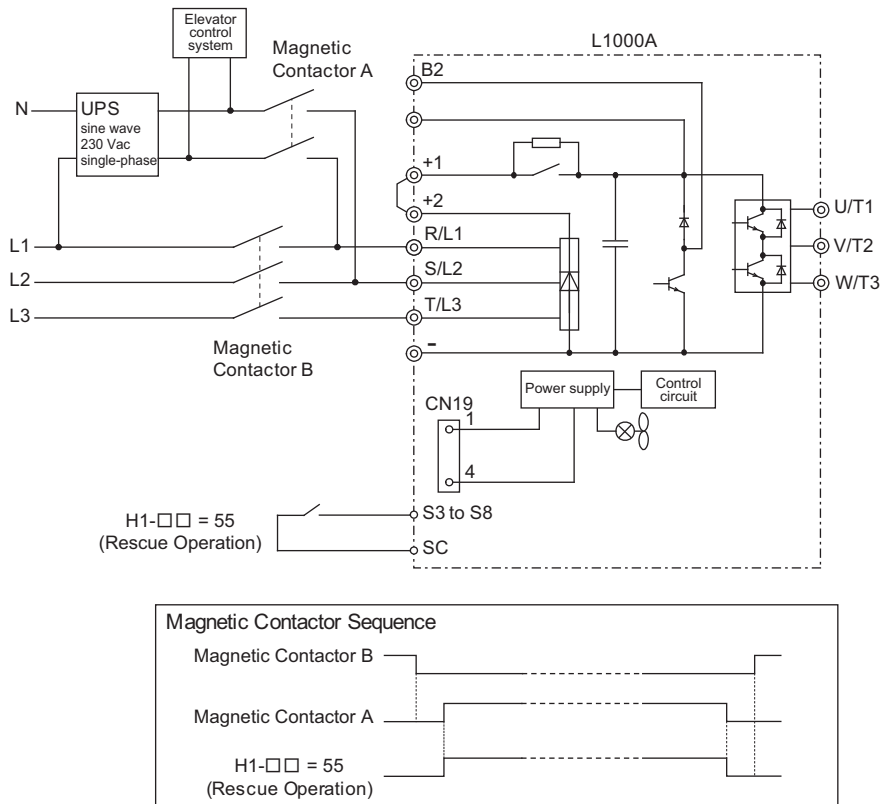 Elevator
control
system
Magnetic
Contactor A
L1000A
B2
N
UPS
sine wave
230 Vac
single-phase
+1
+2
U/T1
L1
R/L1
V/T2
L2
S/L2
W/T3
L3
T/L3
Magnetic
Contactor B
-
Power supply
Control
circuit
CN19
1
4
H1-□□ = 55
(Rescue Operation)
S3 to S8
SC
Magnetic Contactor Sequence
Magnetic Contactor B
Magnetic Contactor A
H1-□□ = 55
(Rescue Operation)